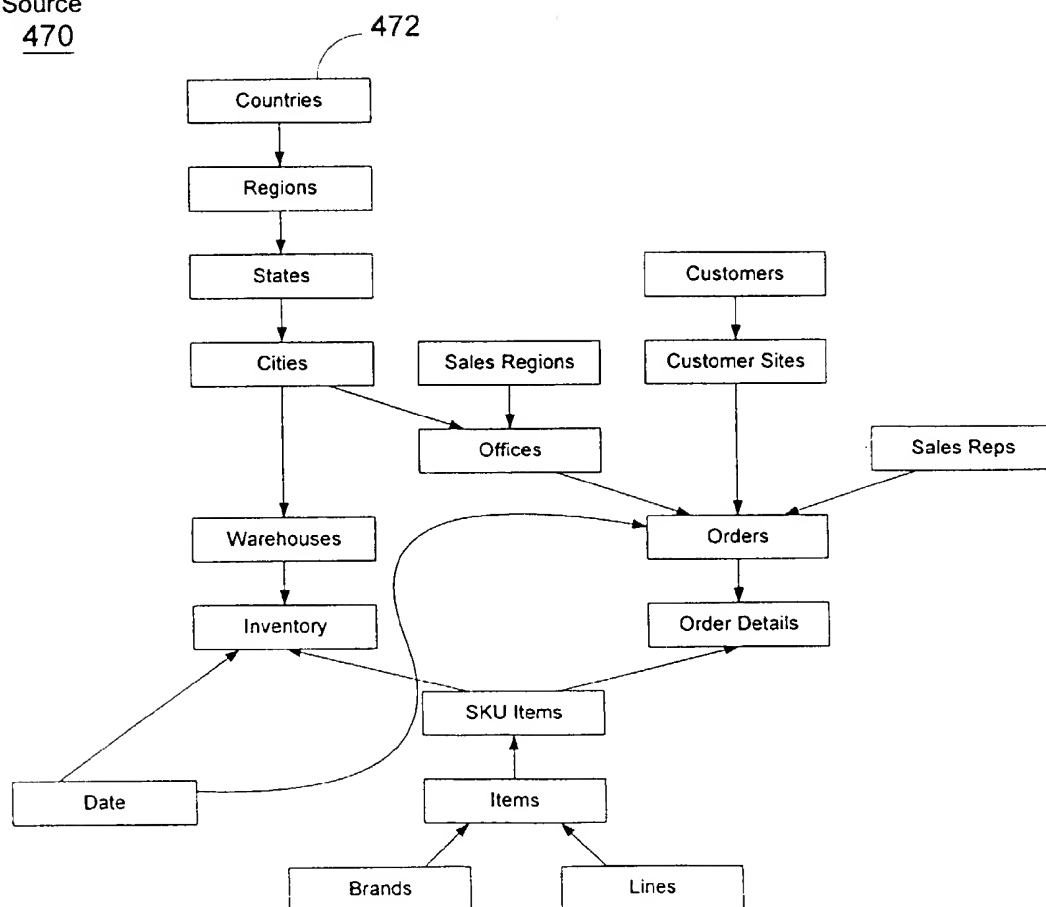 Source
470
472
Countries
Regions
States
Customers
Cities
Sales Regions
Customer Sites
Offices
Sales Reps
Warehouses
Orders
Inventory
Order Details
SKU Items
Date
Items
Brands
Lines